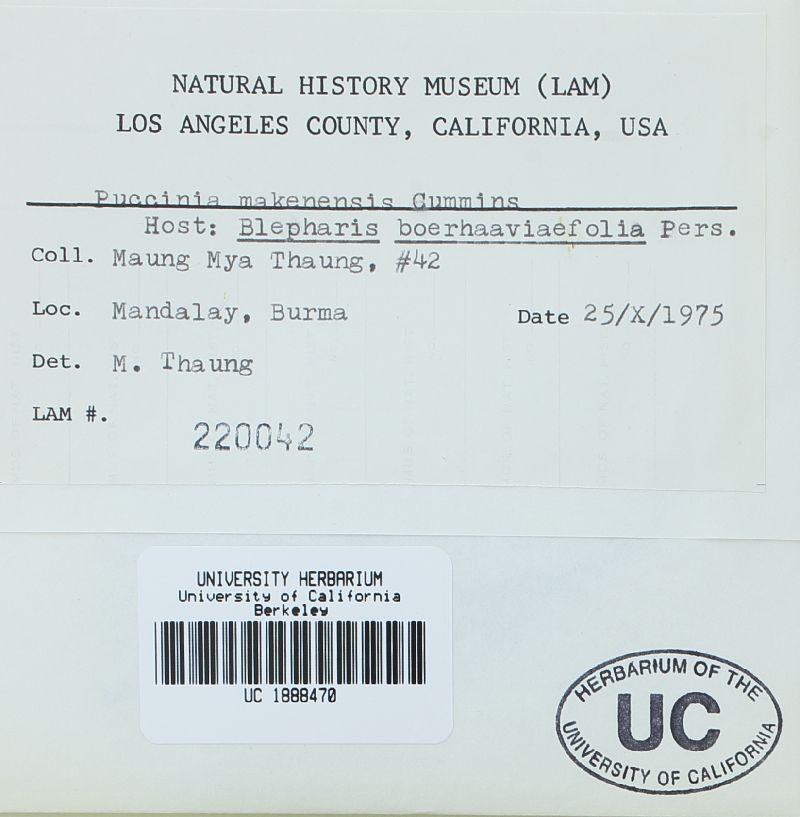 NATURAL HISTORY MUSEUM (LAM)
LOS ANGELES COUNTY, CALIFORNIA, USA
Puccinia makenensis Cummins
Host: Blepharis boerhaaviaefolia Pers.
Coll. Maung Mya Thaung, #42
Loc. Mandalay, Burma Date 25/X/1975
Det. M. Thaung
LAM #. 220042
UNIVERSITY HERBARIUM
University of California
Berkeley
UC 1888470
HERBARIUM OF THE
UC
UNIVERSITY OF CALIFORNIA